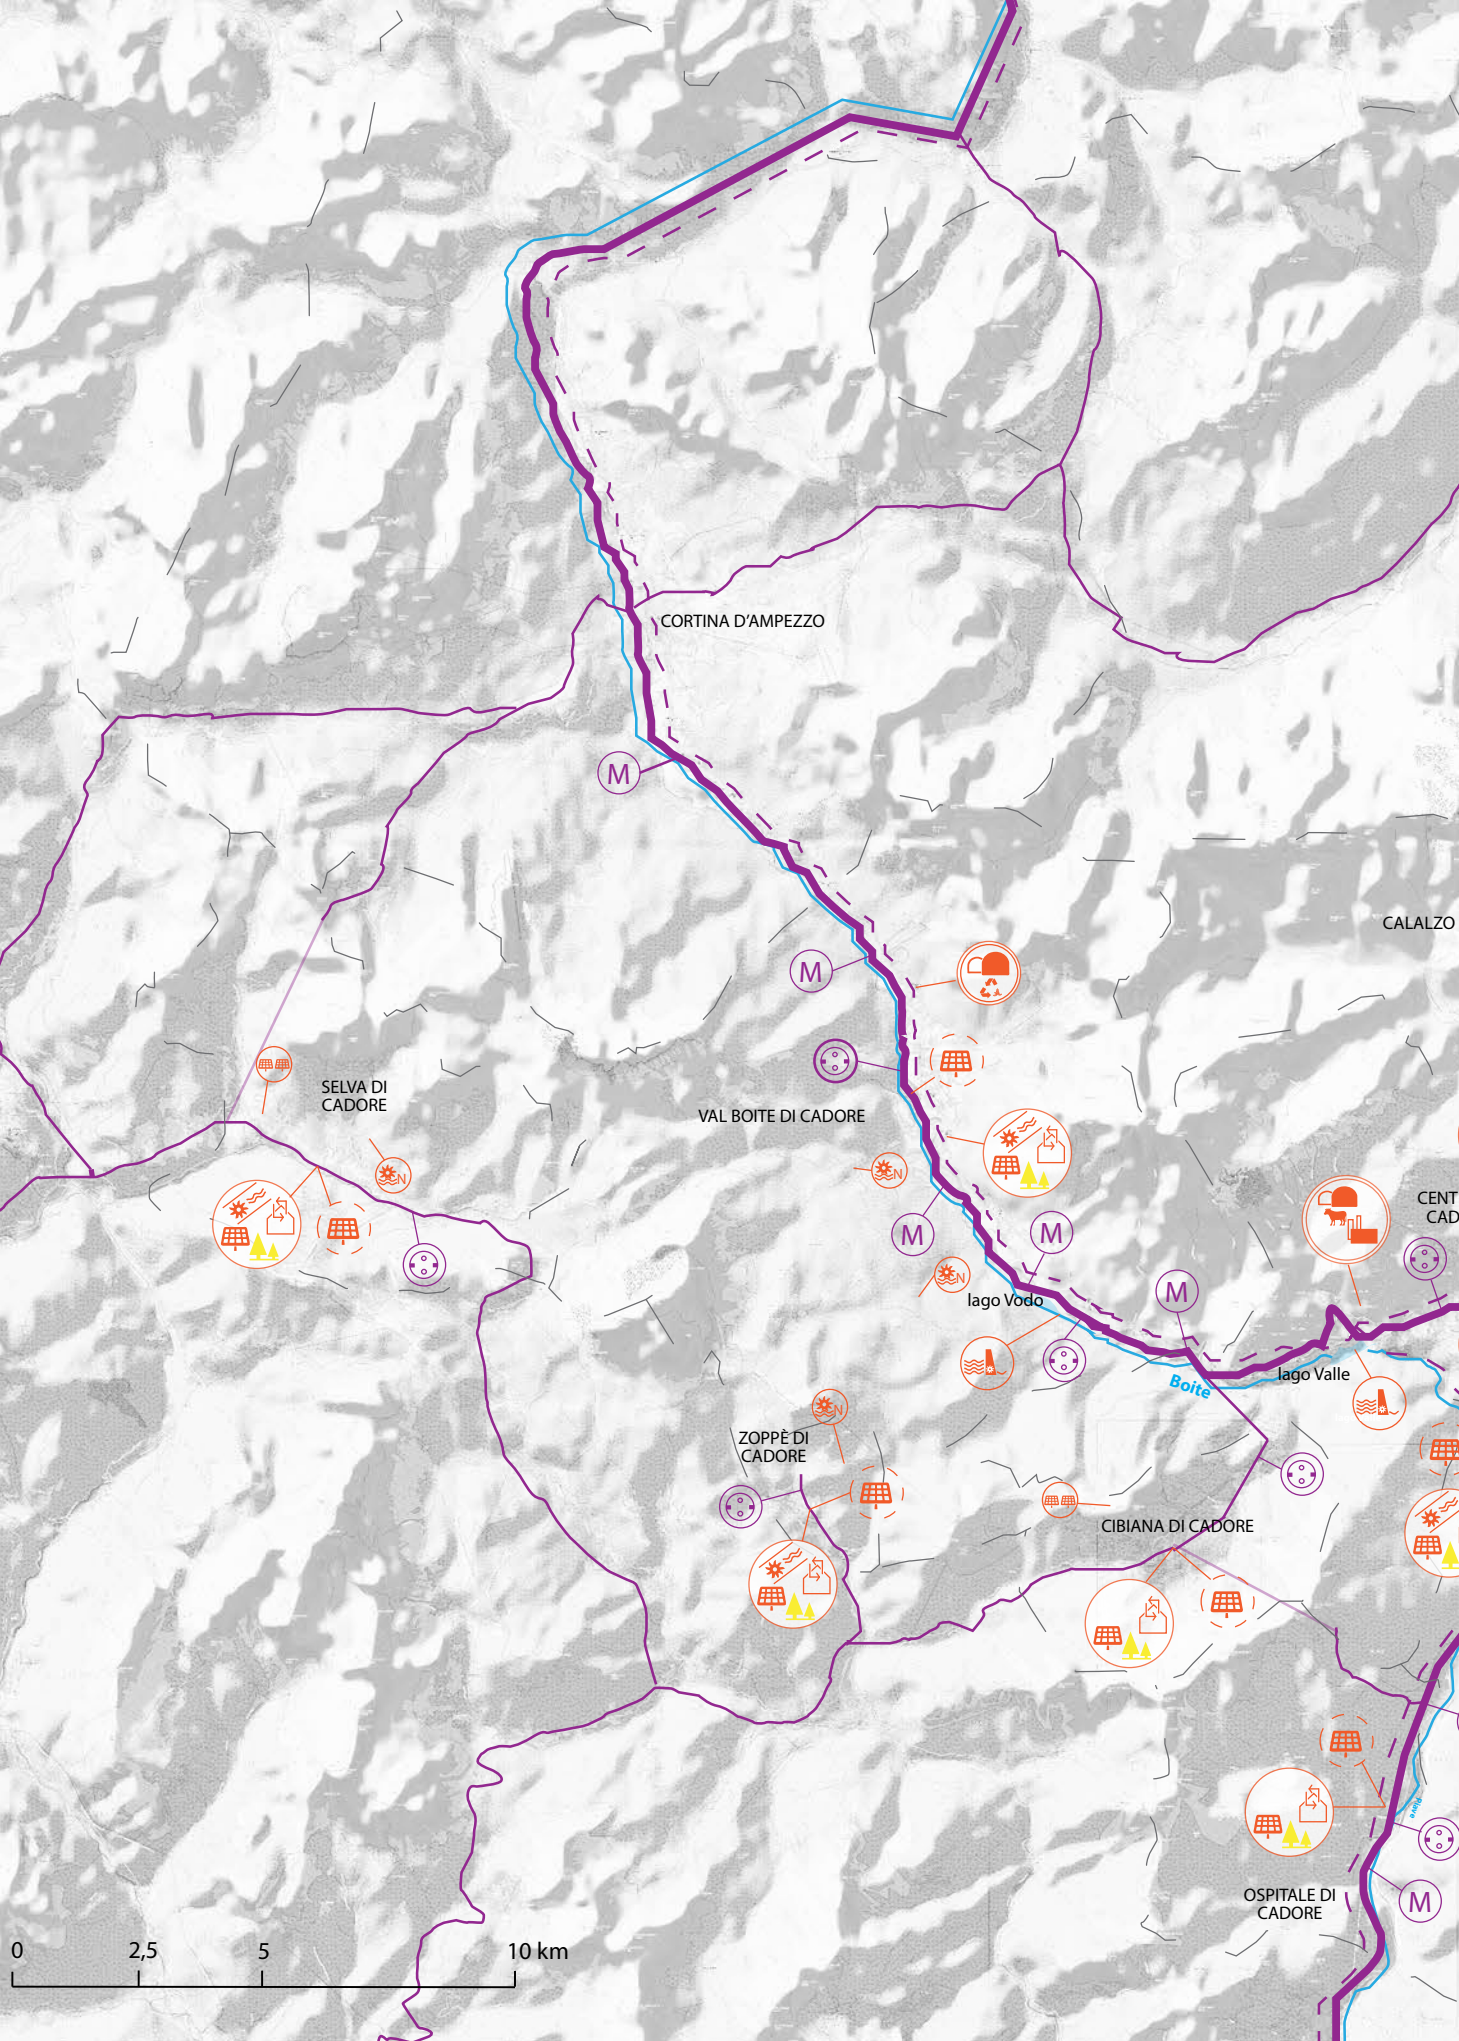 CORTINA D'AMPEZZO
M
CALALZO
M
SELVA DI
CADORE
VAL BOITE DI CADORE
N
N
CENT
CAD
M
M
N
M
lago Vodo
lago Valle
Boite
N
ZOPPÈ DI
CADORE
CIBIANA DI CADORE
Piave
OSPITALE DI
CADORE
M
0
2,5
5
10 km